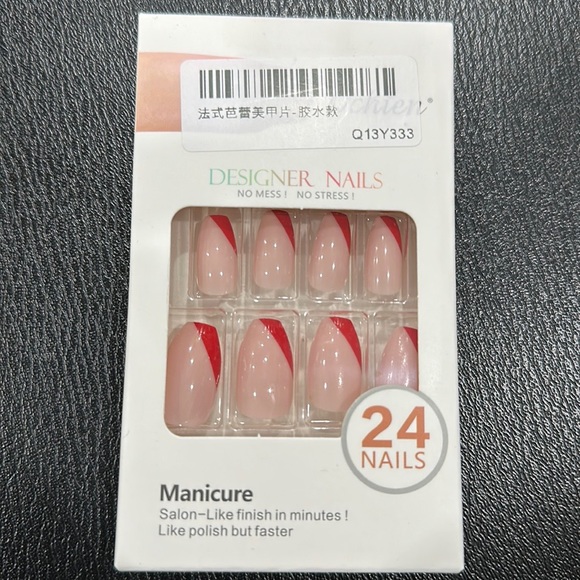 法式芭蕾美甲片-胶水款
Q13Y333
DESIGNER NAILS
NO MESS! NO STRESS!
24
NAILS
Manicure
Salon-Like finish in minutes!
Like polish but faster